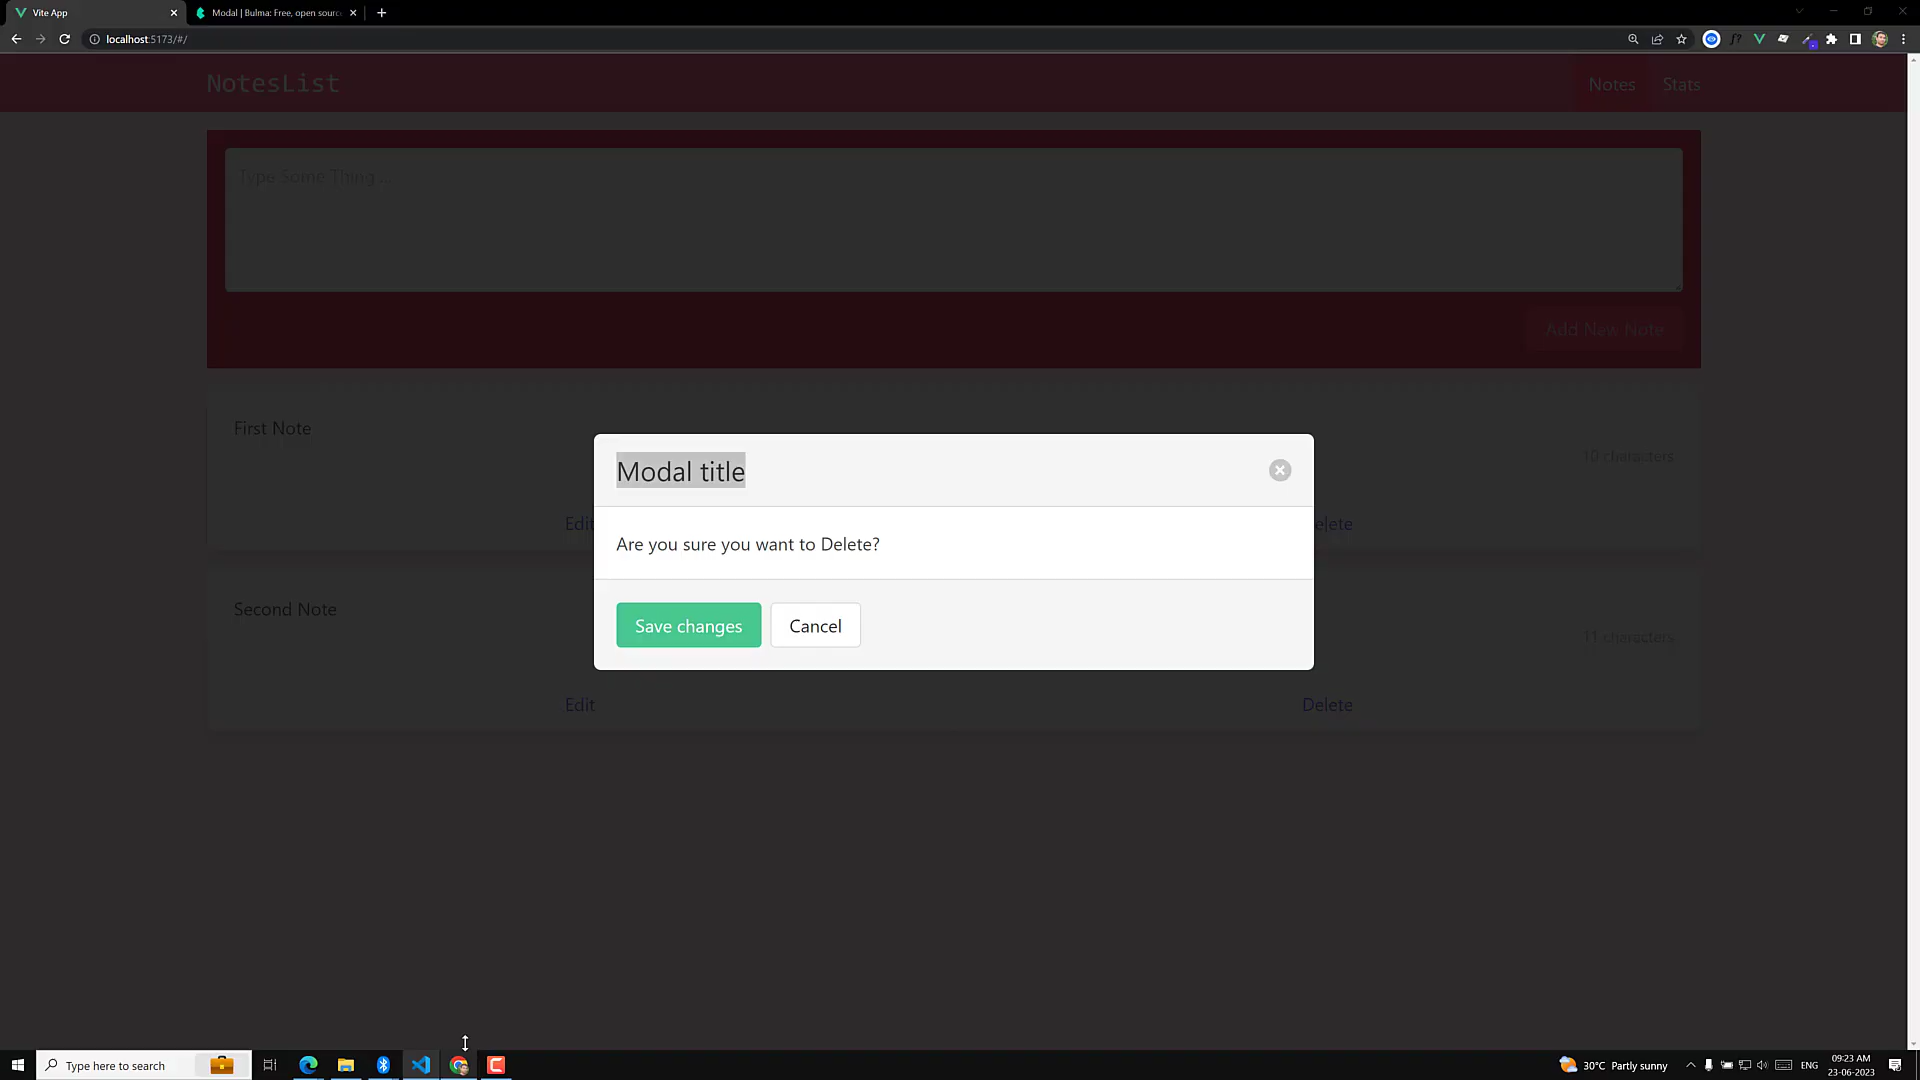 Vite App
Modal | Bulma: Free, open sourc
localhost:5173/#/
NotesList
Notes
Stats
Type Some Thing ...
Add New Note
First Note
10 characters
Edit
elete
Modal title
Are you sure you want to Delete?
Save changes
Cancel
Second Note
11 characters
Edit
Delete
Type here to search
30°C Partly sunny
ENG
09:23 AM
23-06-2023